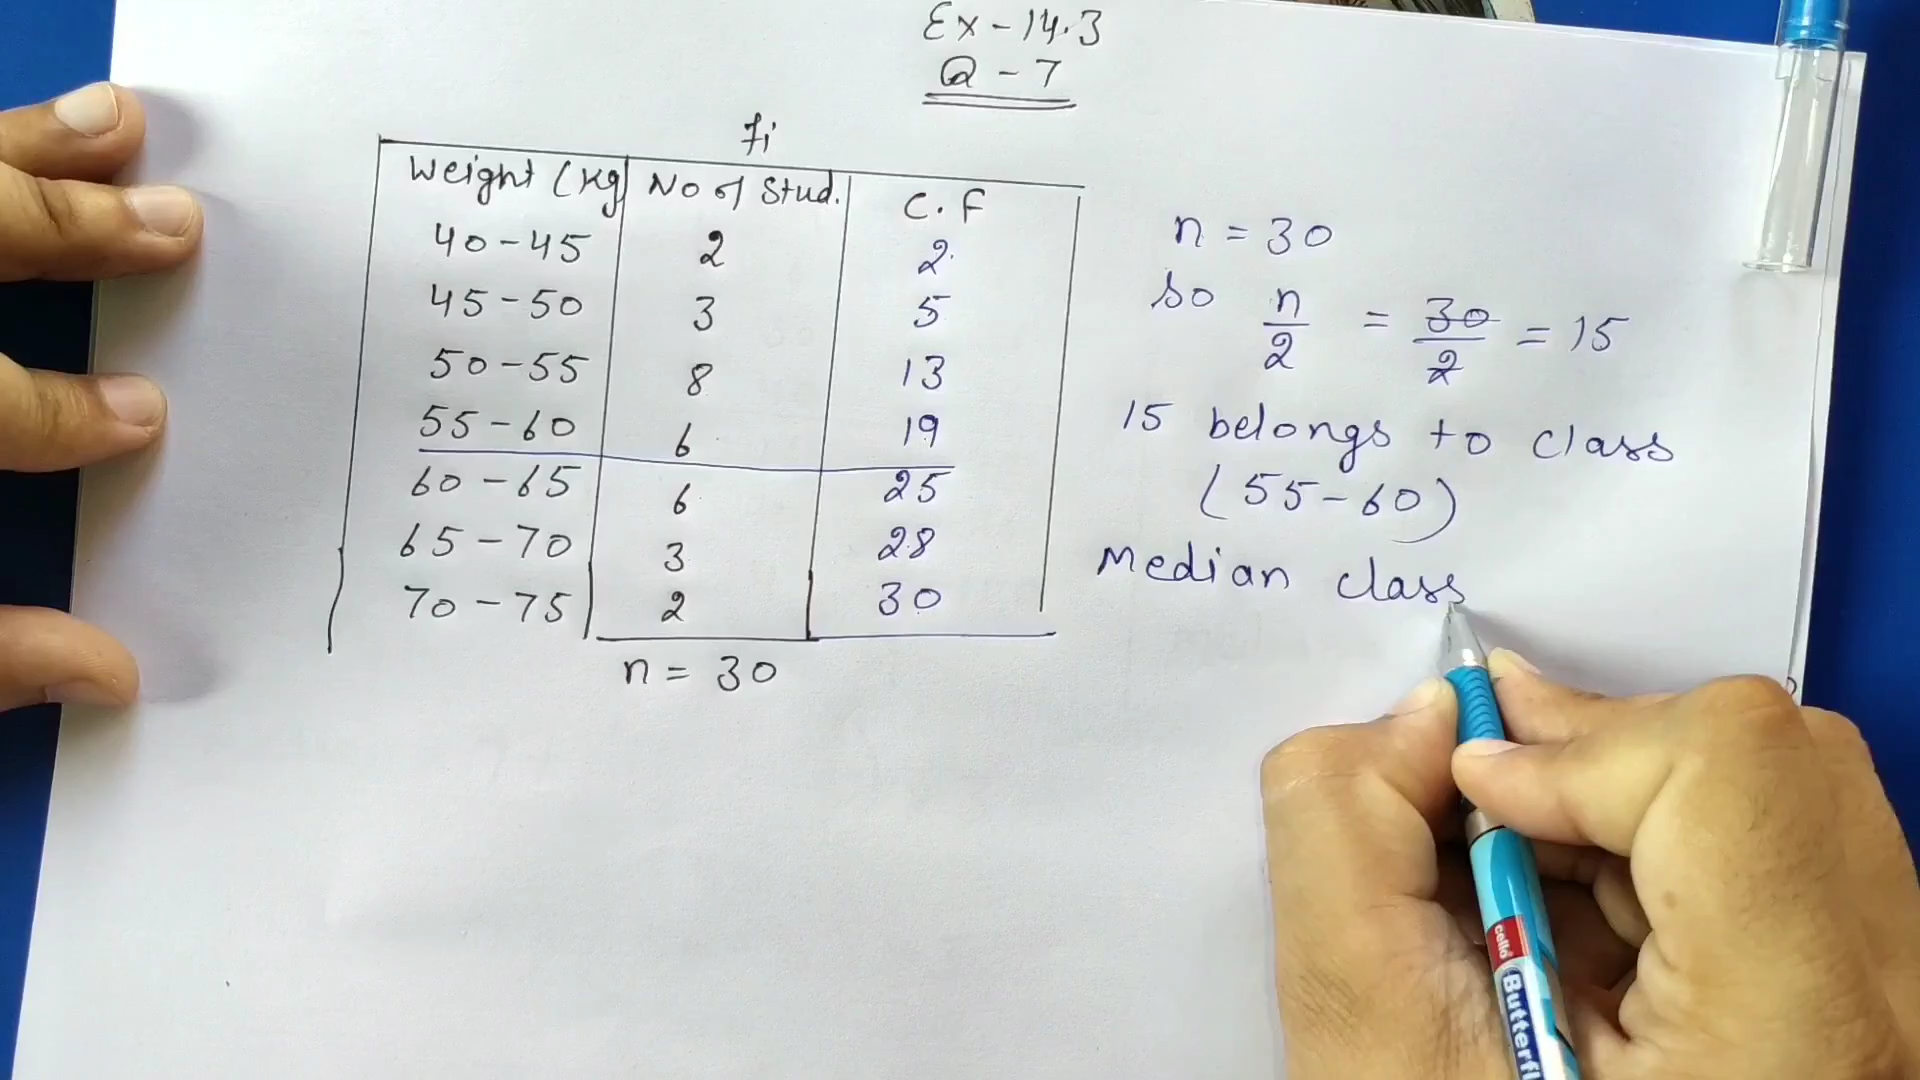 Ex - 14.3
Q - 7
fi
Weight (Kg) No of Stud. C.F
40 - 45 2 2
45 - 50 3 5
50 - 55 8 13
55 - 60 6 19
60 - 65 6 25
65 - 70 3 28
70 - 75 2 30
n = 30
n = 30
so n/2 = 30/2 = 15
15 belongs to class
(55 - 60)
Median class
cello Butterfl